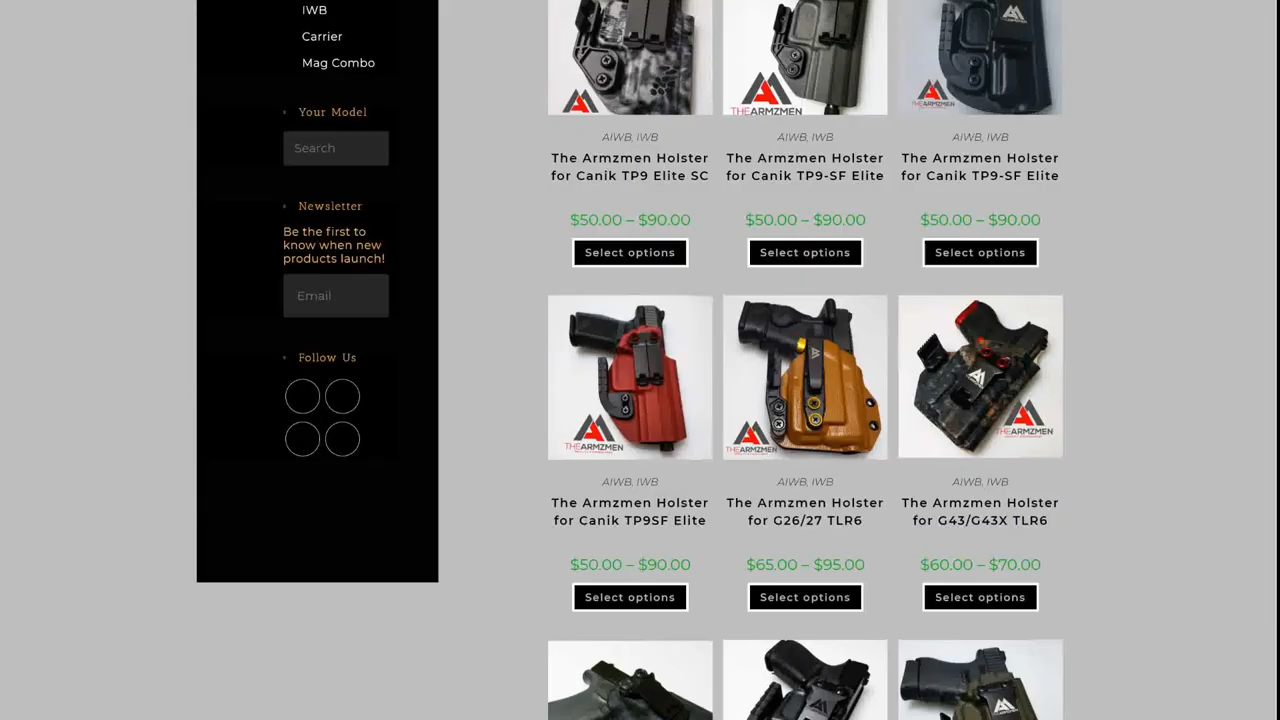 IWB
Carrier
Mag Combo
Your Model
Search
Newsletter
Be the first to
know when new
products launch!
Email
Follow Us
THEARMZMEN
AIWB, IWB
AIWB, IWB
AIWB, IWB
The Armzmen Holster
for Canik TP9 Elite SC
The Armzmen Holster
for Canik TP9-SF Elite
The Armzmen Holster
for Canik TP9-SF Elite
$50.00 – $90.00
$50.00 – $90.00
$50.00 – $90.00
Select options
Select options
Select options
THEARMZMEN
THEARMZMEN
THEARMZMEN
AIWB, IWB
AIWB, IWB
AIWB, IWB
The Armzmen Holster
for Canik TP9SF Elite
The Armzmen Holster
for G26/27 TLR6
The Armzmen Holster
for G43/G43X TLR6
$50.00 – $90.00
$65.00 – $95.00
$60.00 – $70.00
Select options
Select options
Select options